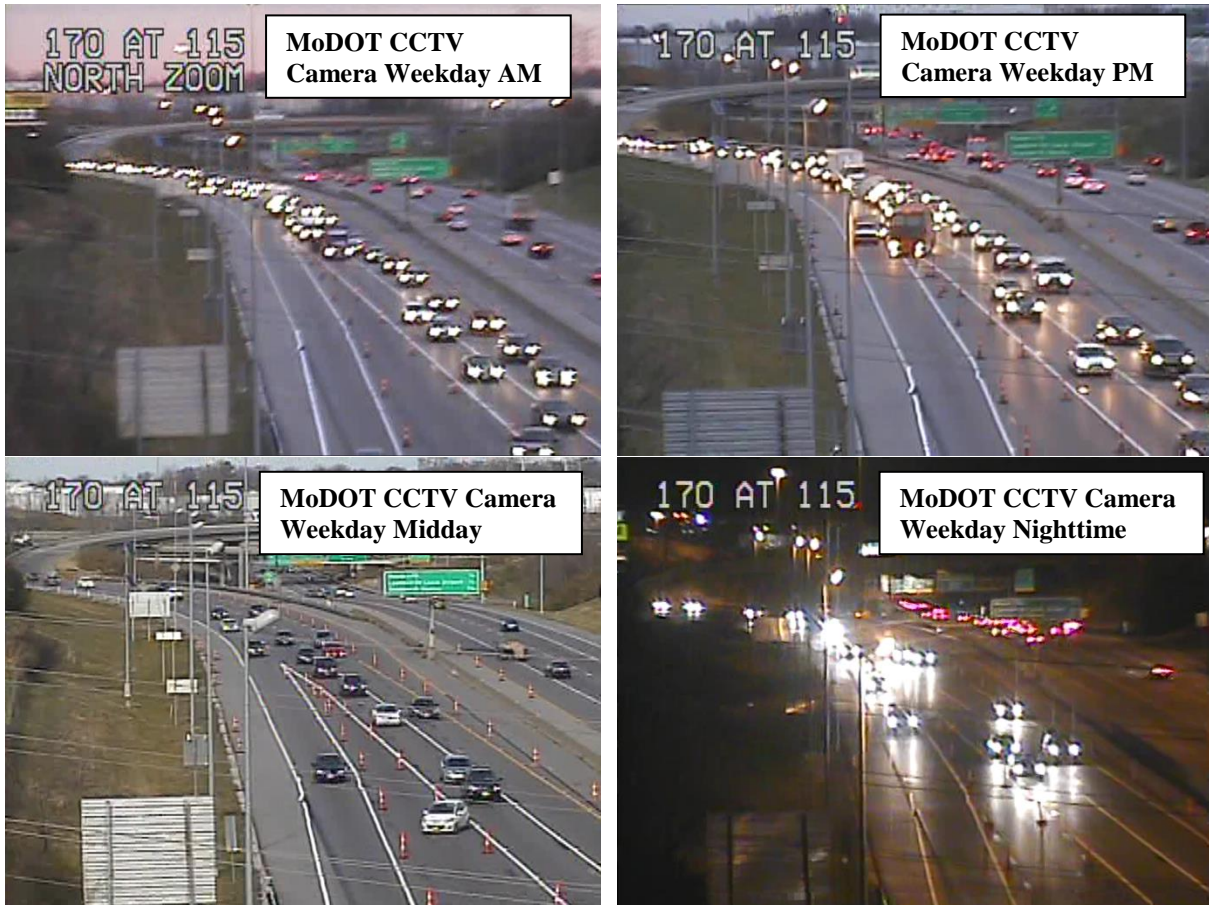 170 AT 115
NORTH ZOOM
MoDOT CCTV
Camera Weekday AM
170 AT 115
MoDOT CCTV
Camera Weekday PM
170 AT 115
MoDOT CCTV Camera
Weekday Midday
170 AT 115
MoDOT CCTV Camera
Weekday Nighttime